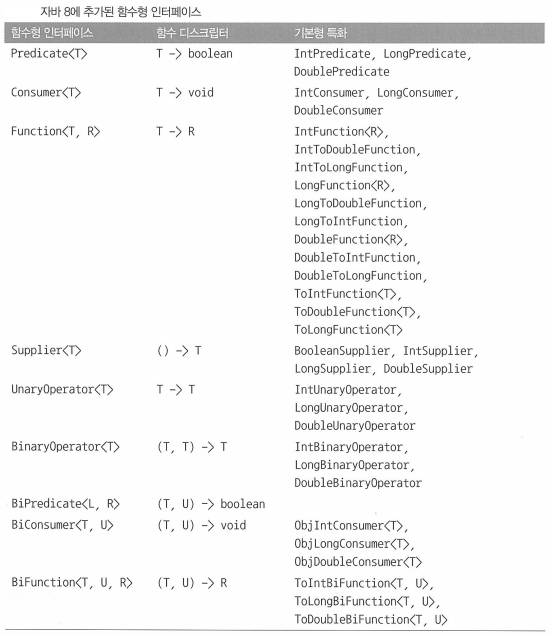 자바 8에 추가된 함수형 인터페이스
함수형 인터페이스 함수 디스크립터 기본형 특화
Predicate<T> T -> boolean IntPredicate, LongPredicate,
DoublePredicate
Consumer<T> T -> void IntConsumer, LongConsumer,
DoubleConsumer
Function<T, R> T -> R IntFunction<R>,
IntToDoubleFunction,
IntToLongFunction,
LongFunction<R>,
LongToDoubleFunction,
LongToIntFunction,
DoubleFunction<R>,
DoubleToIntFunction,
DoubleToLongFunction,
ToIntFunction<T>,
ToDoubleFunction<T>,
ToLongFunction<T>
Supplier<T> () -> T BooleanSupplier, IntSupplier,
LongSupplier, DoubleSupplier
UnaryOperator<T> T -> T IntUnaryOperator,
LongUnaryOperator,
DoubleUnaryOperator
BinaryOperator<T> (T, T) -> T IntBinaryOperator,
LongBinaryOperator,
DoubleBinaryOperator
BiPredicate<L, R> (T, U) -> boolean
BiConsumer<T, U> (T, U) -> void ObjIntConsumer<T>,
ObjLongConsumer<T>,
ObjDoubleConsumer<T>
BiFunction<T, U, R> (T, U) -> R ToIntBiFunction<T, U>,
ToLongBiFunction<T, U>,
ToDoubleBiFunction<T, U>